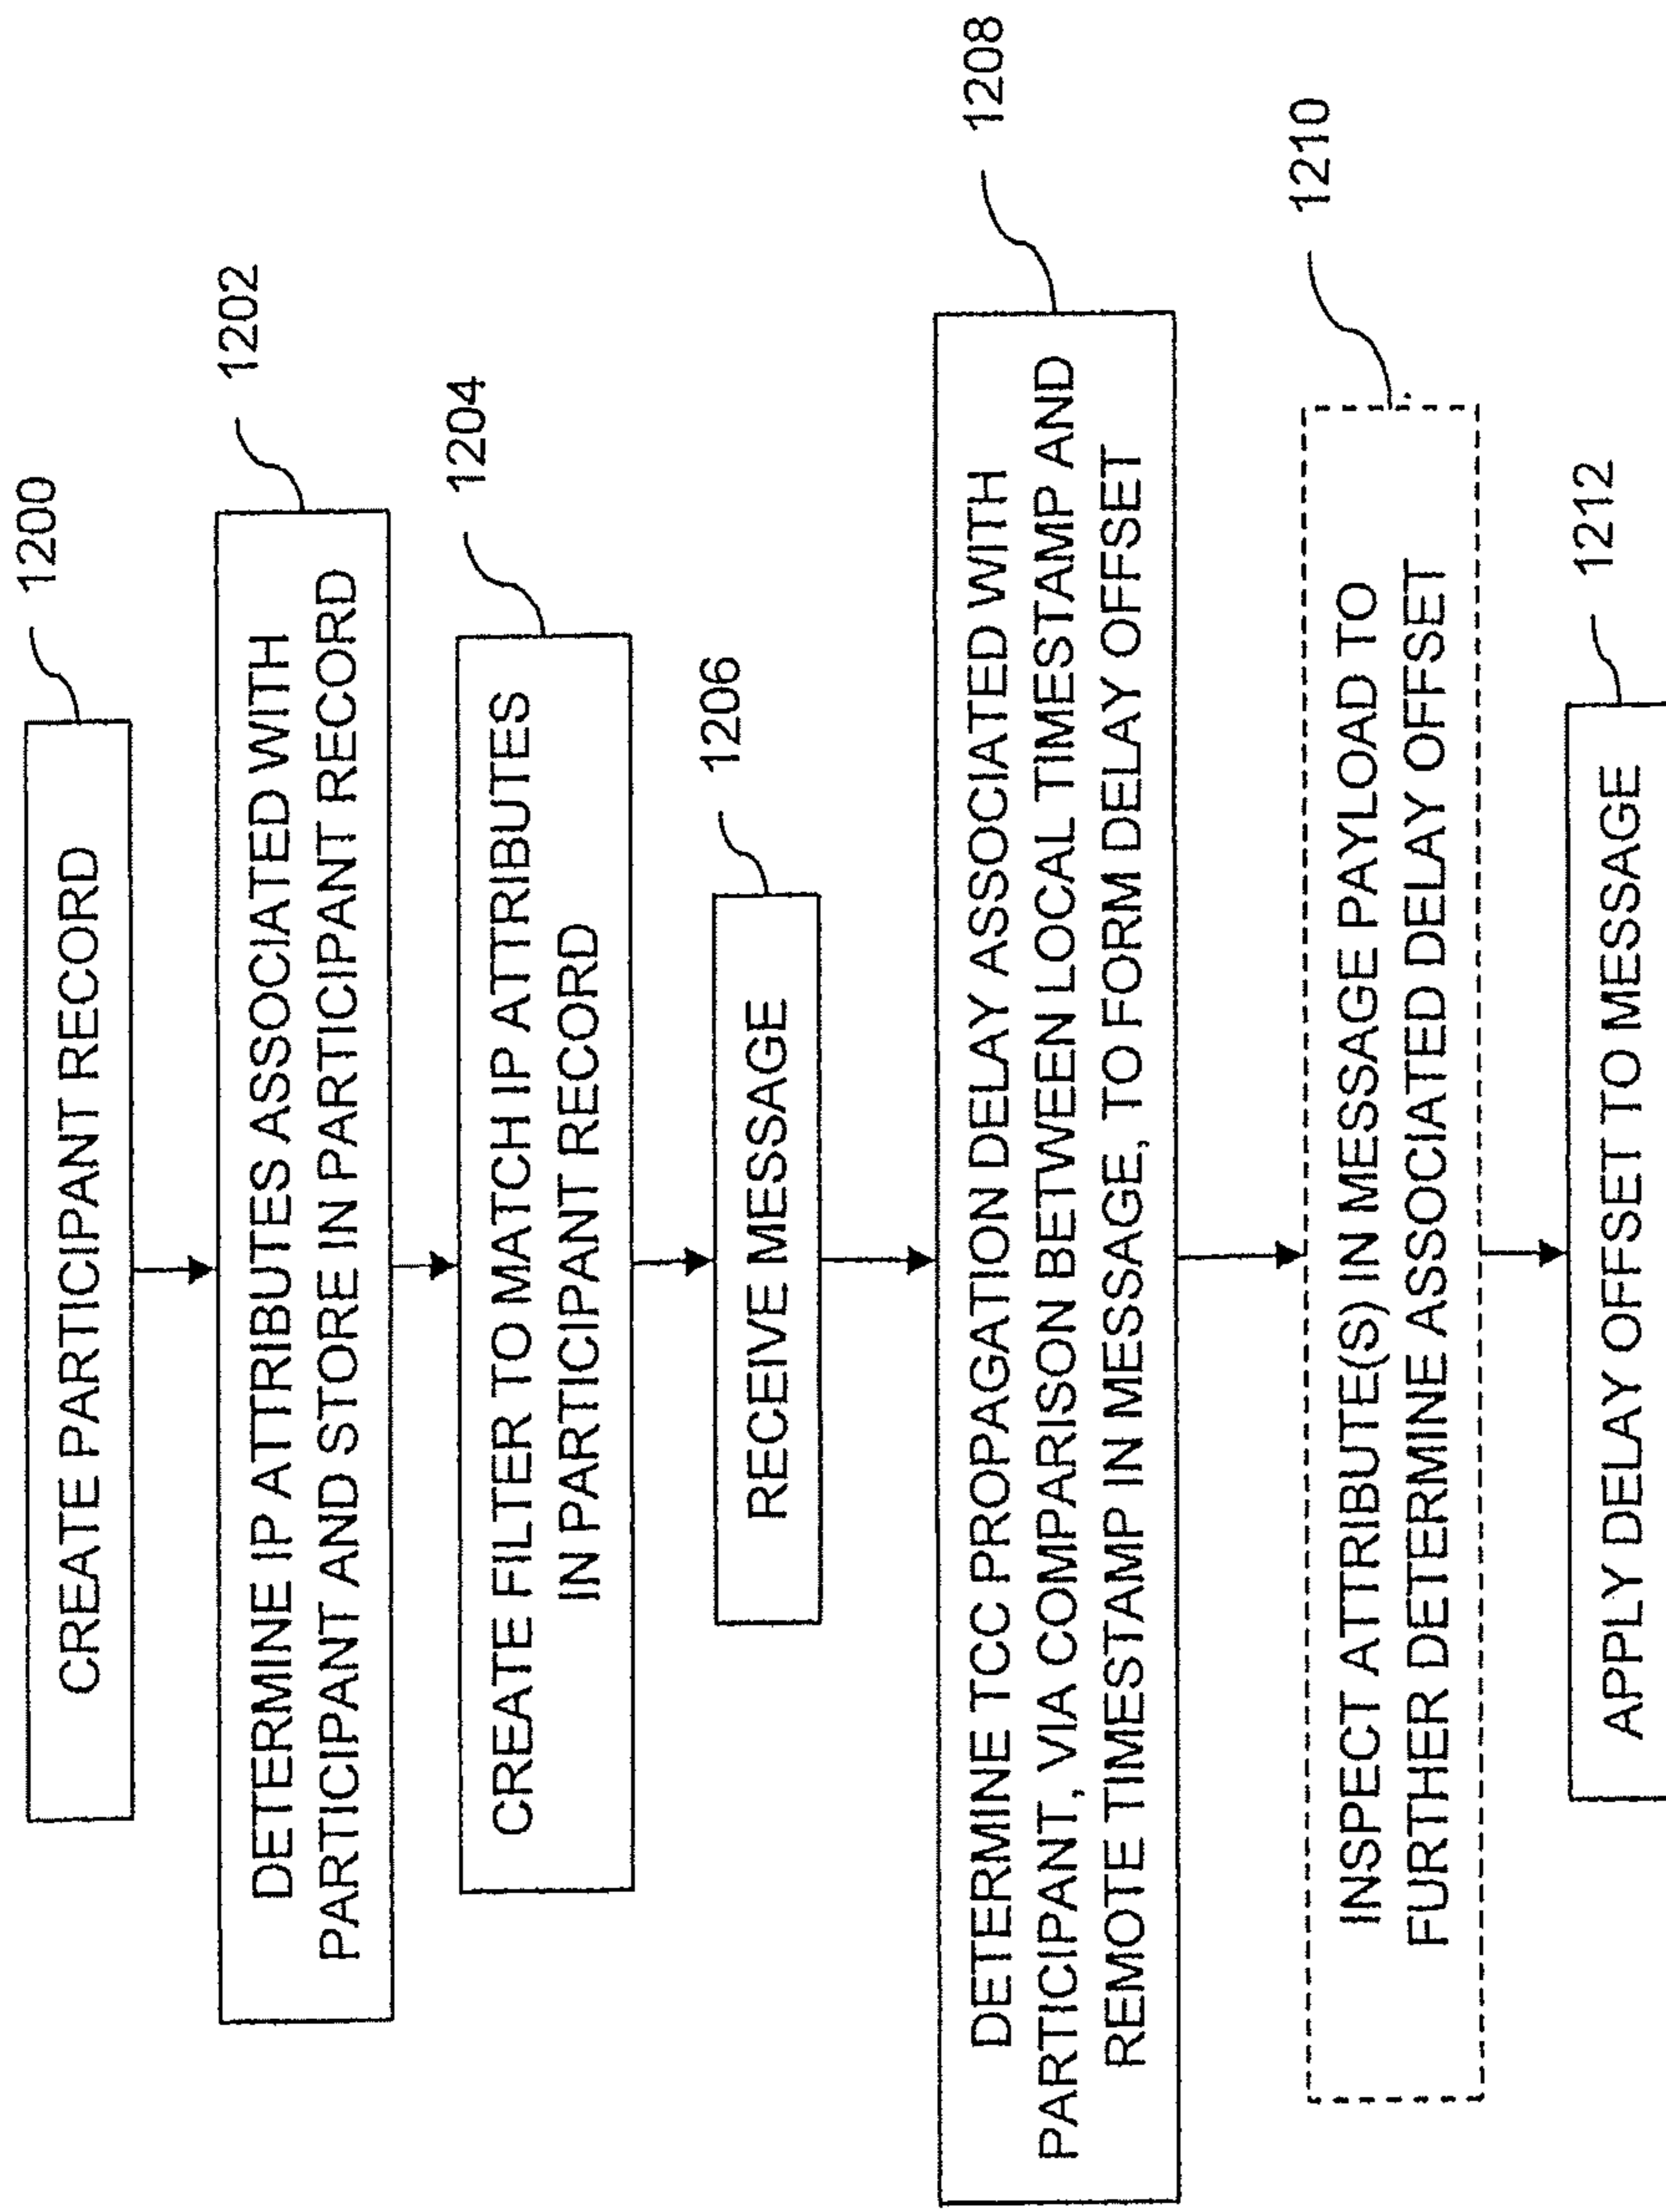 1200
CREATE PARTICIPANT RECORD
1202
DETERMINE IP ATTRIBUTES ASSOCIATED WITH
PARTICIPANT AND STORE IN PARTICIPANT RECORD
1204
CREATE FILTER TO MATCH IP ATTRIBUTES
IN PARTICIPANT RECORD
1206
RECEIVE MESSAGE
1208
DETERMINE TCC PROPAGATION DELAY ASSOCIATED WITH
PARTICIPANT, VIA COMPARISON BETWEEN LOCAL TIMESTAMP AND
REMOTE TIMESTAMP IN MESSAGE, TO FORM DELAY OFFSET
1210
INSPECT ATTRIBUTE(S) IN MESSAGE PAYLOAD TO
FURTHER DETERMINE ASSOCIATED DELAY OFFSET
1212
APPLY DELAY OFFSET TO MESSAGE